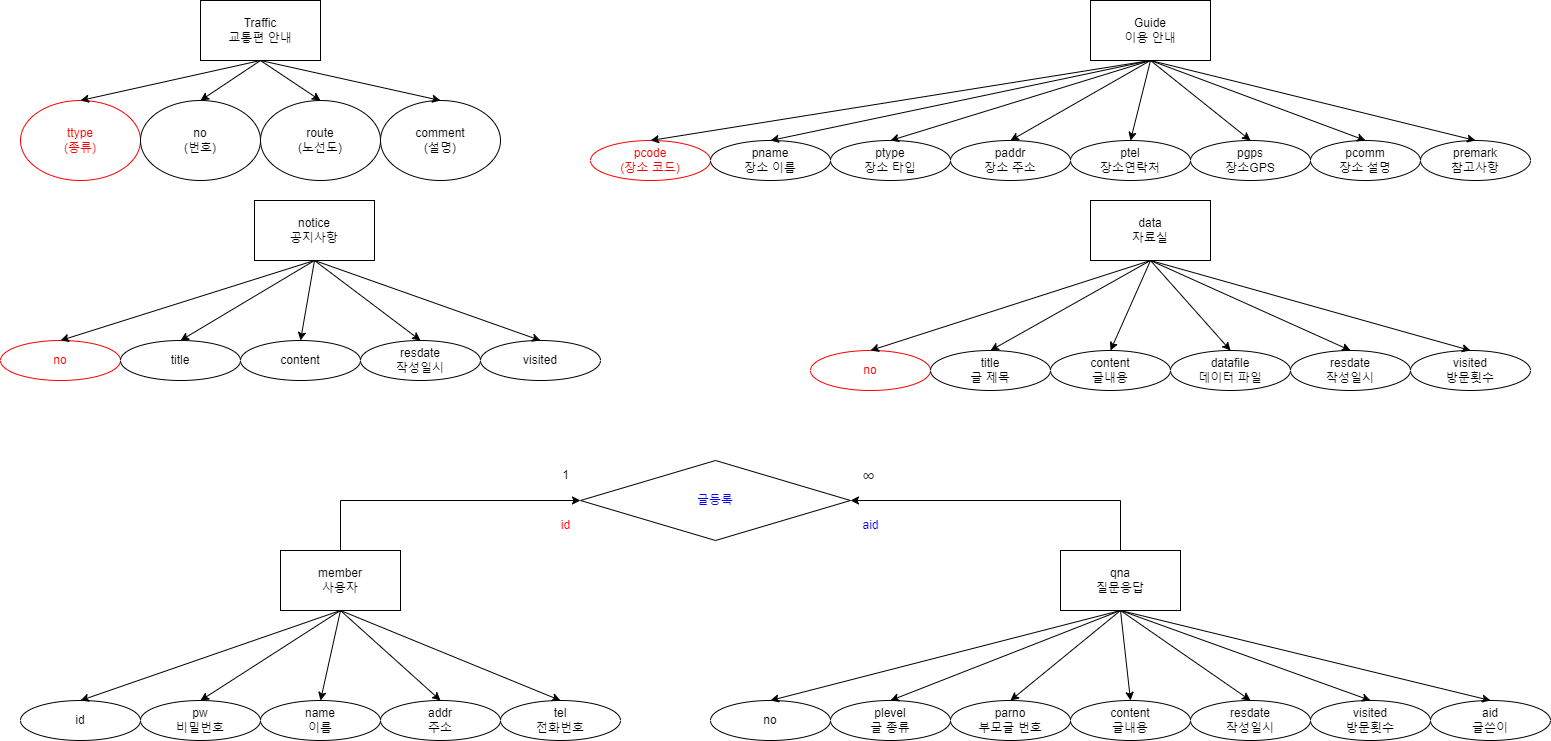 Traffic
교통편 안내
ttype
(종류)
no
(번호)
route
(노선도)
comment
(설명)
Guide
이용 안내
pcode
(장소 코드)
pname
장소 이름
ptype
장소 타입
paddr
장소 주소
ptel
장소연락처
pgps
장소GPS
pcomm
장소 설명
premark
참고사항
notice
공지사항
no
title
content
resdate
작성일시
visited
data
자료실
no
title
글 제목
content
글내용
datafile
데이터 파일
resdate
작성일시
visited
방문횟수
1
∞
글등록
id
aid
member
사용자
id
pw
비밀번호
name
이름
addr
주소
tel
전화번호
qna
질문응답
no
plevel
글 종류
parno
부모글 번호
content
글내용
resdate
작성일시
visited
방문횟수
aid
글쓴이